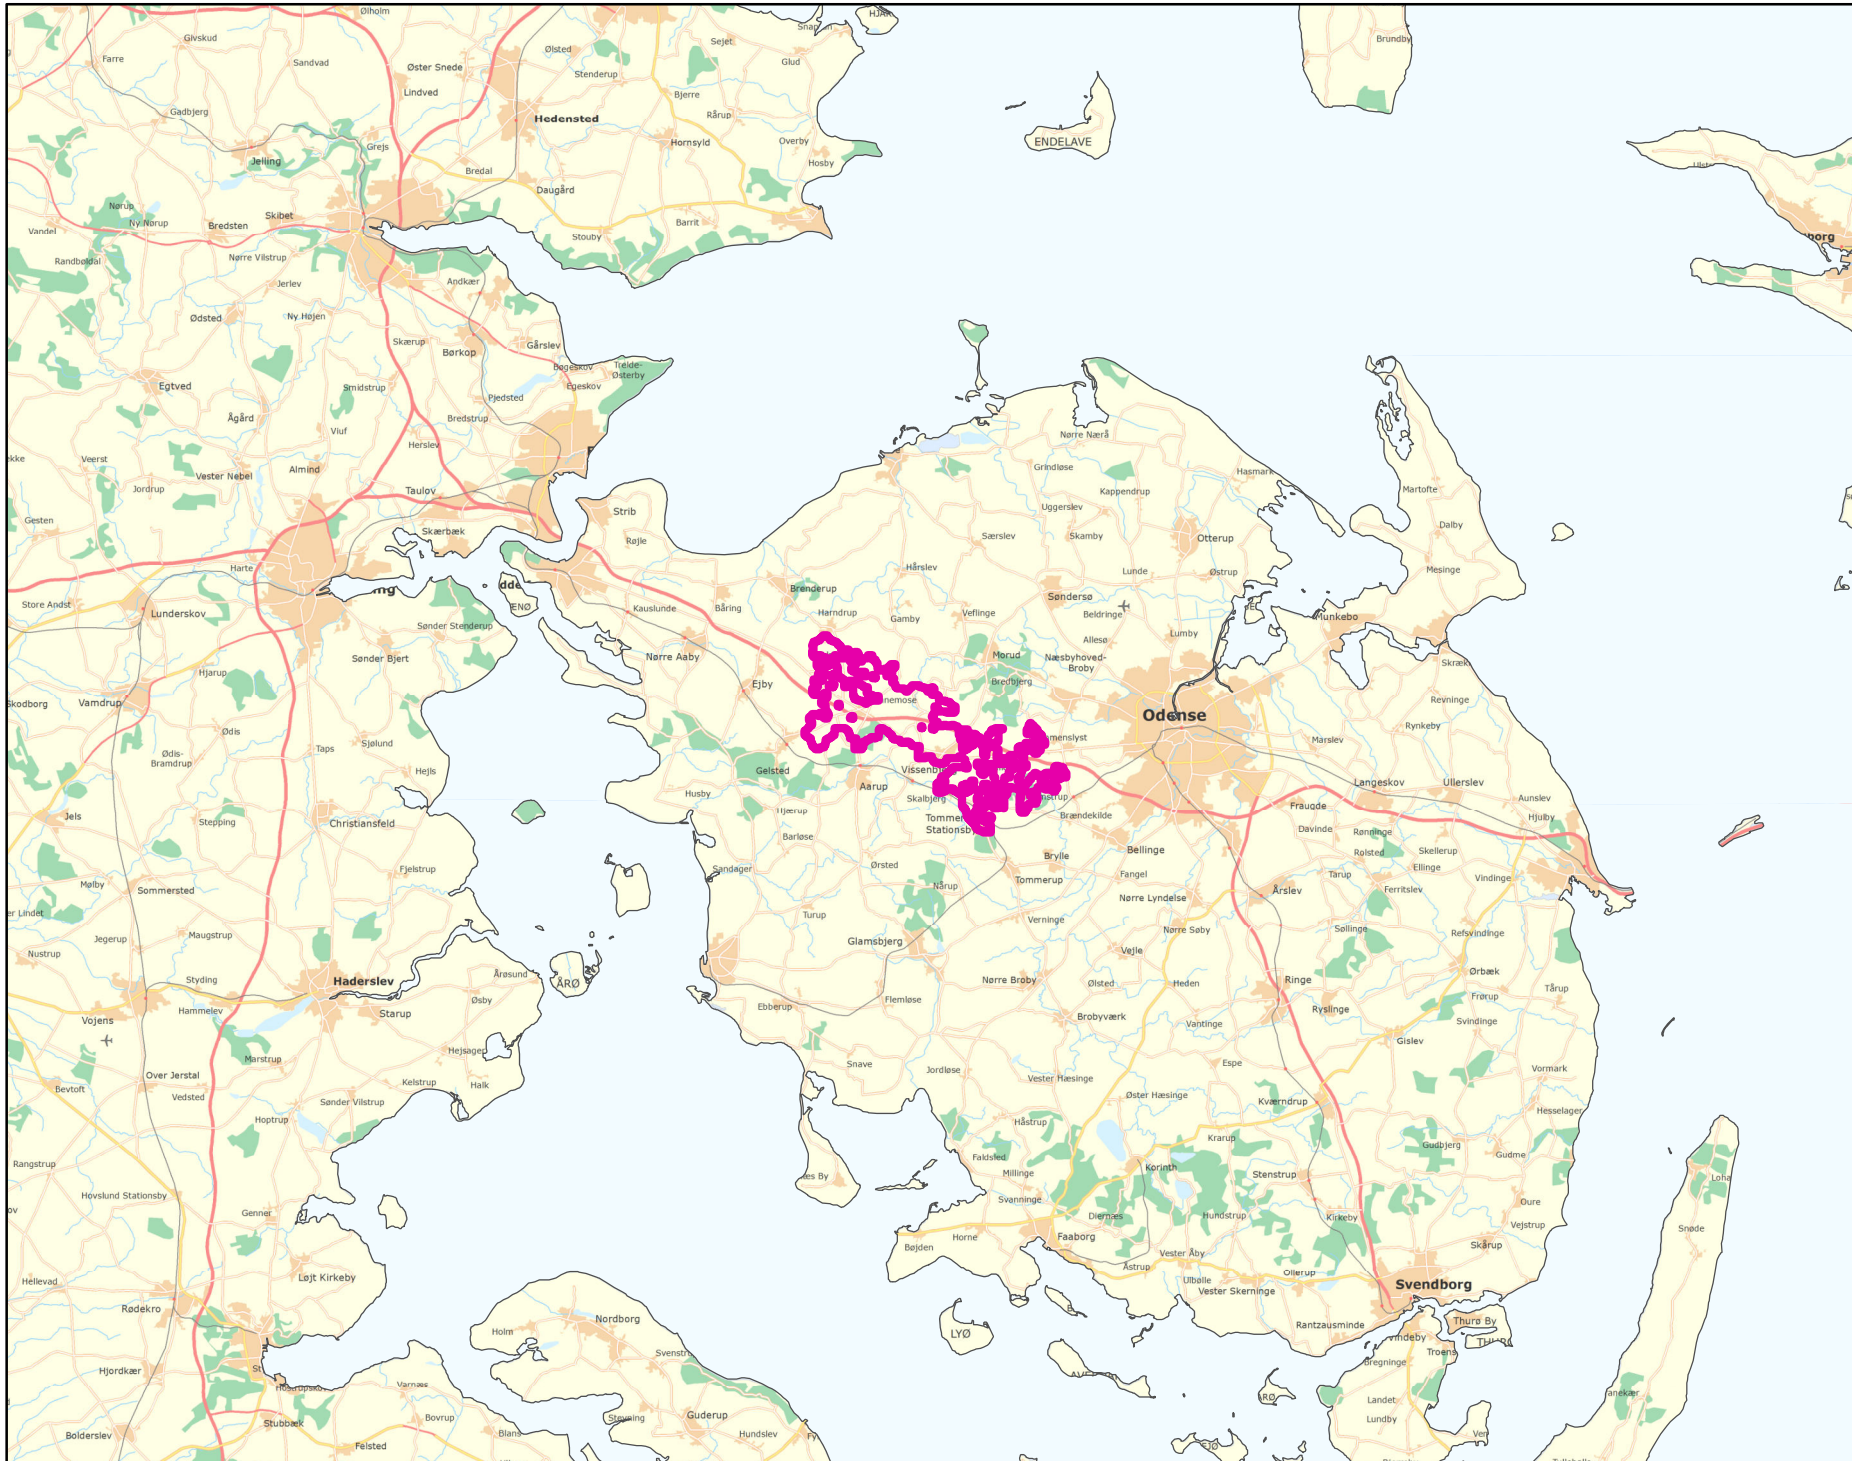 Ølholm
Givskud
Farre
Sandvad
Øster Snede
Lindved
Ølsted
Stenderup
Sejet
Glud
Brundby
Gadbjerg
Hedensted
Bjerre
Rårup
Hornsyld
Overby
Hosby
ENDELAVE
Jelling
Grejs
Bredal
Daugård
Nørup
Ny Nørup
Vandel
Bredsten
Skibet
Barrit
Stouby
Randbøldal
Nørre Vilstrup
Jerlev
Andkær
Ødsted
Ny Højen
Skærup
Børkop
Gårslev
Bøgeskov
Egeskov
Trelde-
Østerby
Egtved
Smidstrup
Pjedsted
Ågård
Viuf
Bredstrup
Herslev
Nørre Nærå
Grindløse
Hasmark
Veerst
Vester Nebel
Almind
Jordrup
Taulov
Kappendrup
Martofte
Gesten
Strib
Uggerslev
Dalby
Skærbæk
Røjle
Særslev
Skamby
Otterup
Harte
Hårslev
Lunde
Østrup
Mesinge
Store Andst
Lunderskov
Kauslunde
Båring
Brenderup
Harndrup
Gamby
Veflinge
Søndersø
Beldringe
Munkebo
Sønder Stenderup
Sønder Bjert
Nørre Aaby
Morud
Næsbyhoved-
Broby
Allesø
Lumby
Hjarup
Ejby
Bredbjerg
Vamdrup
Odense
Revninge
Rynkeby
Ødis
Taps
Sjølund
Marslev
Ødis-
Bramdrup
Hejls
Gelsted
Aarup
Langeskov
Ullerslev
Husby
Skalbjerg
Fraugde
Aunslev
Jels
Stepping
Christiansfeld
Hjerup
Barløse
Brændekilde
Davinde
Rønninge
Hjulby
Bellinge
Rolsted
Skellerup
Ellinge
Brylle
Fjelstrup
Sandager
Ørsted
Nårup
Tommerup
Fangel
Tarup
Ferritslev
Vindinge
Mølby
Sommersted
Årslev
Nørre Lyndelse
Turup
Verninge
Jegerup
Maugstrup
Glamsbjerg
Vejle
Nørre Søby
Søllinge
Refsvindinge
Nustrup
Styding
Haderslev
Årøsund
ÅRØ
Nørre Broby
Ølsted
Heden
Ringe
Ørbæk
Tårup
Øsby
Flemløse
Frørup
Hammelev
Starup
Ebberup
Brobyværk
Vantinge
Ryslinge
Svindinge
Vojens
Gislev
Hejsager
Marstrup
Snave
Jordløse
Espe
Vormark
Bevtoft
Over Jerstal
Vedsted
Kelstrup
Halk
Vester Hæsinge
Øster Hæsinge
Kværndrup
Hesselager
Hoptrup
Sønder Vilstrup
Håstrup
Krarup
Gudbjerg
Gudme
Rangstrup
Faldsled
Millinge
Korinth
Stenstrup
Hovslund Stationsby
Svanninge
Oure
Genner
Diernæs
Hundstrup
Kirkeby
Vejstrup
Snøde
Horne
Faaborg
Bøjden
Vester Åby
Skårup
Hellevad
Løjt Kirkeby
Åstrup
Ollerup
Ulbølle
Vester Skerninge
Svendborg
Rødekro
Nordborg
Holm
LYØ
Rantzausminde
Thurø By
Hjordkær
Bregninge
Landet
Varnæs
Lundby
Stubbæk
Bovrup
Stevning
Guderup
Bolderslev
Felsted
Blans
Hundslev